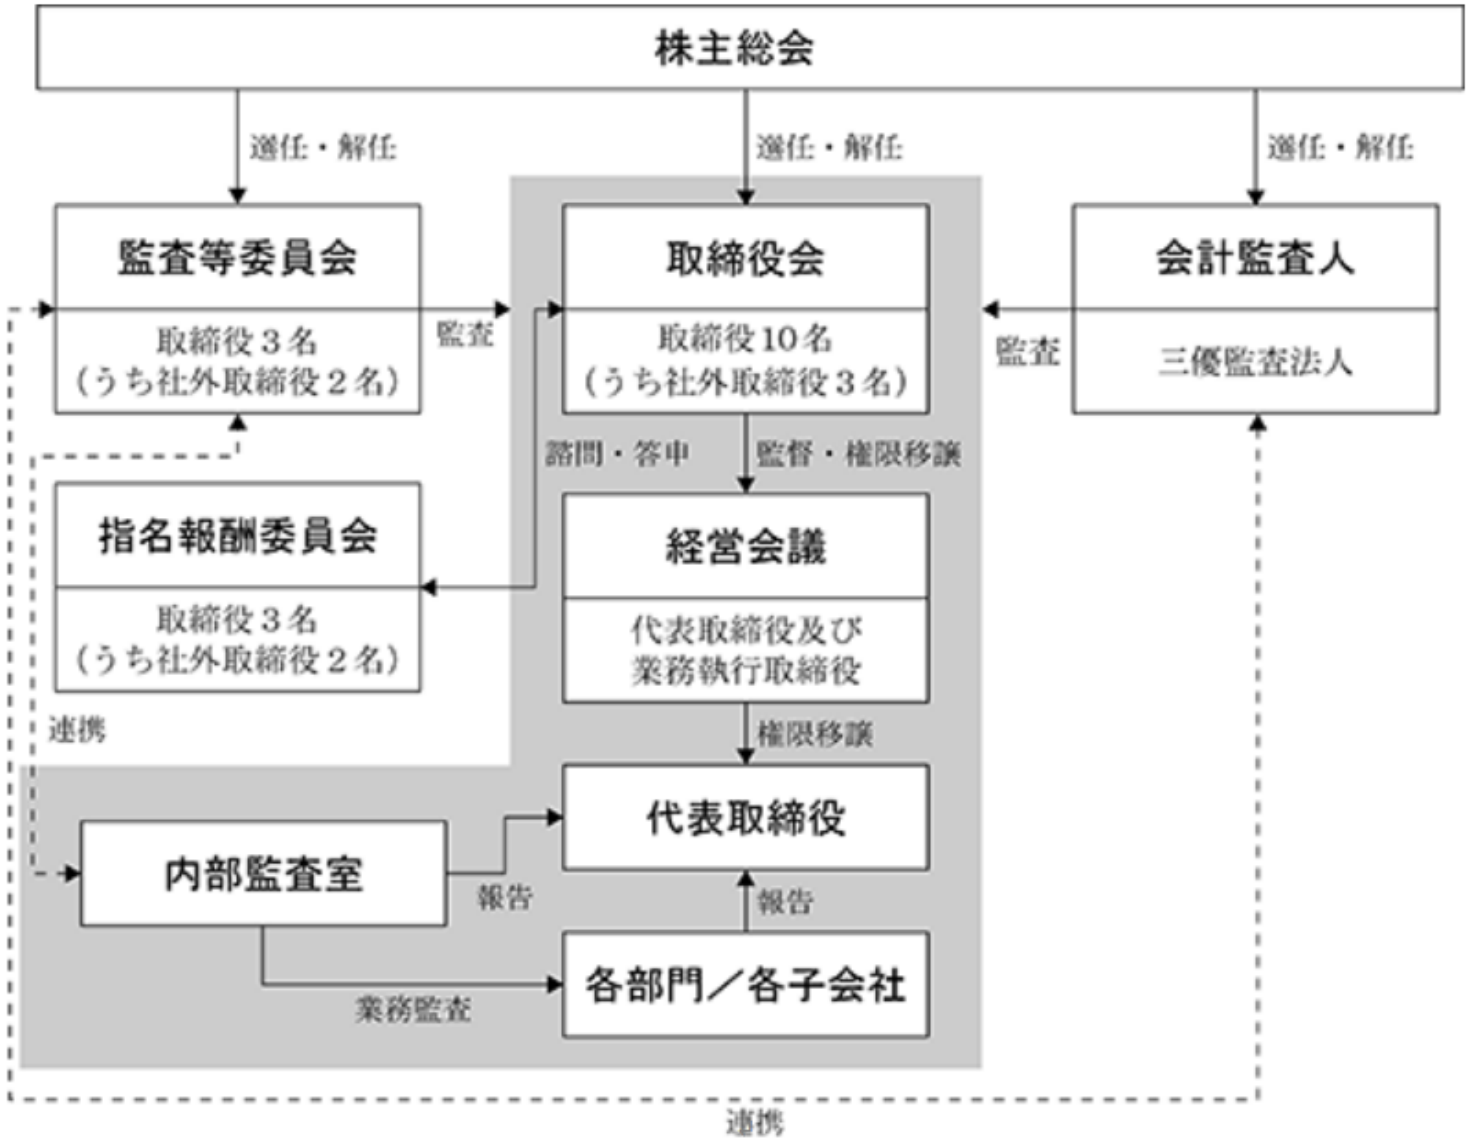 株主総会
選任・解任
選任・解任
選任・解任
監査等委員会
取締役3名
（うち社外取締役2名）
監査
取締役会
取締役10名
（うち社外取締役3名）
会計監査人
三優監査法人
監査
諮問・答申
監督・権限移譲
指名報酬委員会
取締役3名
（うち社外取締役2名）
経営会議
代表取締役及び
業務執行取締役
連携
権限移譲
代表取締役
内部監査室
報告
報告
各部門／各子会社
業務監査
連携